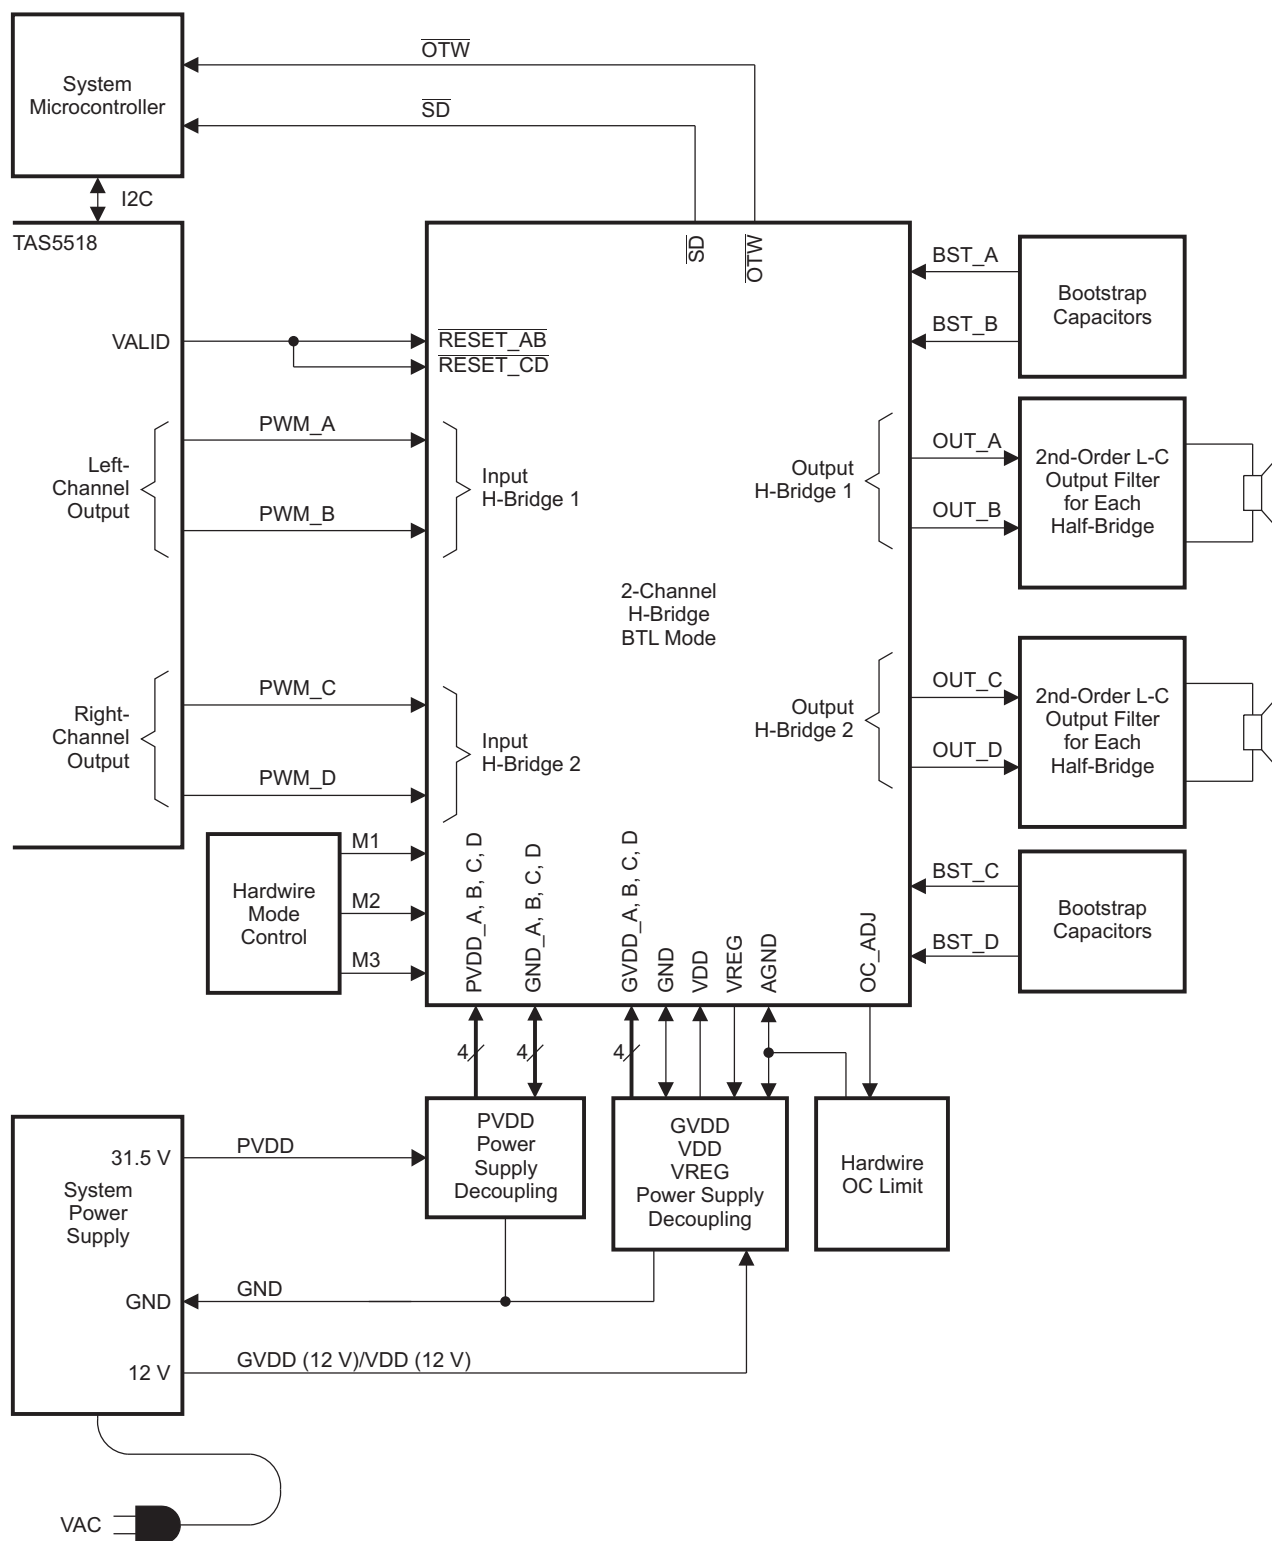 OTW
System
Microcontroller
SD
I2C
TAS5518
SD
OTW
BST_A
Bootstrap
Capacitors
BST_B
VALID
RESET_AB
RESET_CD
PWM_A
Left-
Channel
Output
Input
H-Bridge 1
PWM_B
Output
H-Bridge 1
OUT_A
OUT_B
2nd-Order L-C
Output Filter
for Each
Half-Bridge
2-Channel
H-Bridge
BTL Mode
PWM_C
Right-
Channel
Output
Input
H-Bridge 2
PWM_D
Output
H-Bridge 2
OUT_C
OUT_D
2nd-Order L-C
Output Filter
for Each
Half-Bridge
Hardwire
Mode
Control
M1
M2
M3
PVDD_A, B, C, D
GND_A, B, C, D
GVDD_A, B, C, D
GND
VDD
VREG
AGND
OC_ADJ
BST_C
Bootstrap
Capacitors
BST_D
4
4
4
PVDD
Power
Supply
Decoupling
GVDD
VDD
VREG
Power Supply
Decoupling
Hardwire
OC Limit
31.5 V
PVDD
System
Power
Supply
GND
GND
12 V
GVDD (12 V)/VDD (12 V)
VAC